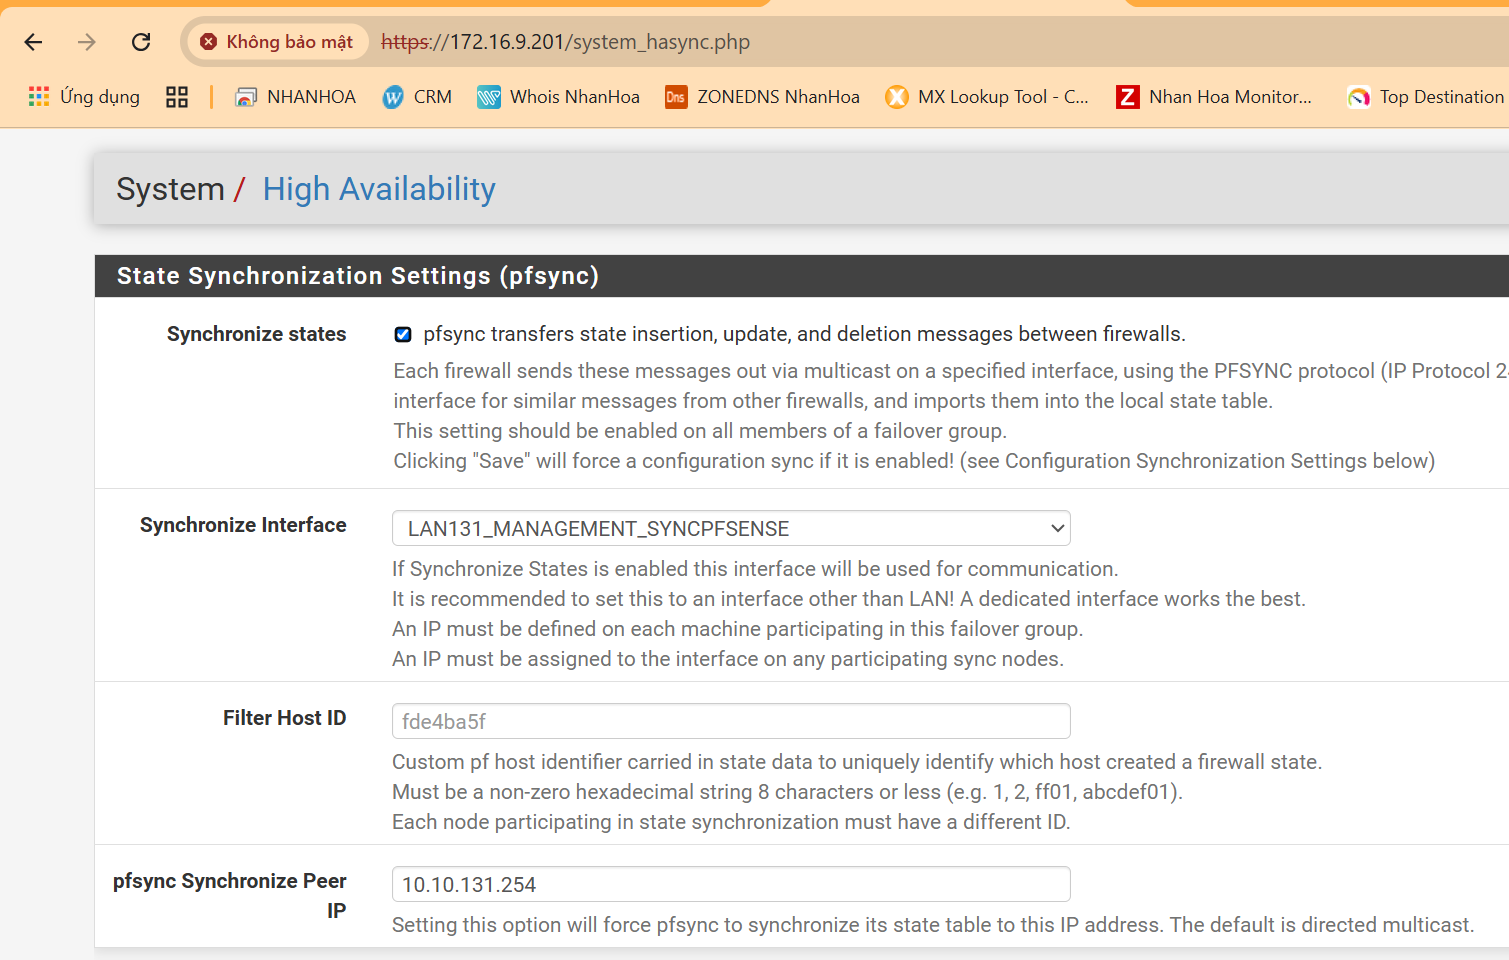 Không bảo mật https://172.16.9.201/system_hasync.php
Ứng dụng NHANHOA CRM Whois NhanHoa Dns ZONEDNS NhanHoa MX Lookup Tool - C... Z Nhan Hoa Monitor... Top Destination
System / High Availability
State Synchronization Settings (pfsync)
Synchronize states pfsync transfers state insertion, update, and deletion messages between firewalls.
Each firewall sends these messages out via multicast on a specified interface, using the PFSYNC protocol (IP Protocol 2
interface for similar messages from other firewalls, and imports them into the local state table.
This setting should be enabled on all members of a failover group.
Clicking "Save" will force a configuration sync if it is enabled! (see Configuration Synchronization Settings below)
Synchronize Interface LAN131_MANAGEMENT_SYNCPFSENSE
If Synchronize States is enabled this interface will be used for communication.
It is recommended to set this to an interface other than LAN! A dedicated interface works the best.
An IP must be defined on each machine participating in this failover group.
An IP must be assigned to the interface on any participating sync nodes.
Filter Host ID fde4ba5f
Custom pf host identifier carried in state data to uniquely identify which host created a firewall state.
Must be a non-zero hexadecimal string 8 characters or less (e.g. 1, 2, ff01, abcdef01).
Each node participating in state synchronization must have a different ID.
pfsync Synchronize Peer IP 10.10.131.254
Setting this option will force pfsync to synchronize its state table to this IP address. The default is directed multicast.